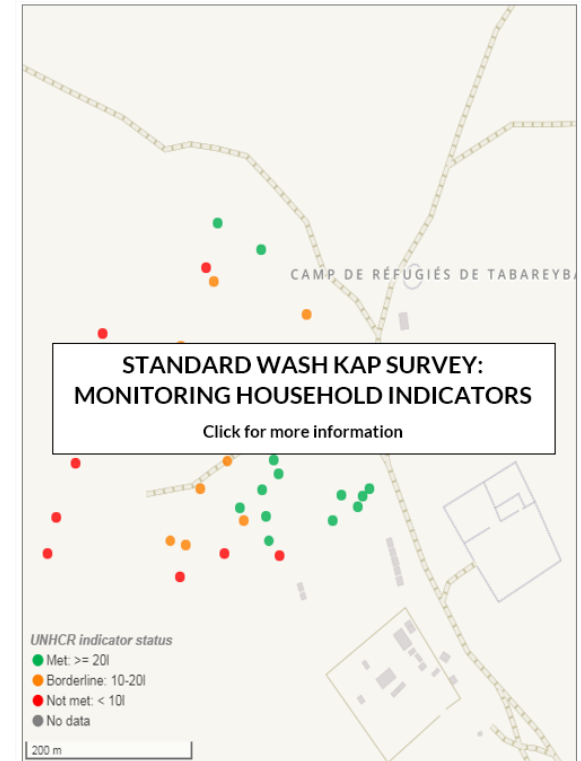 CAMP DE RÉFUGIÉS DE TABAREYBA
STANDARD WASH KAP SURVEY:
MONITORING HOUSEHOLD INDICATORS
Click for more information
UNHCR indicator status
Met: >= 20l
Borderline: 10-20l
Not met: < 10l
No data
200 m